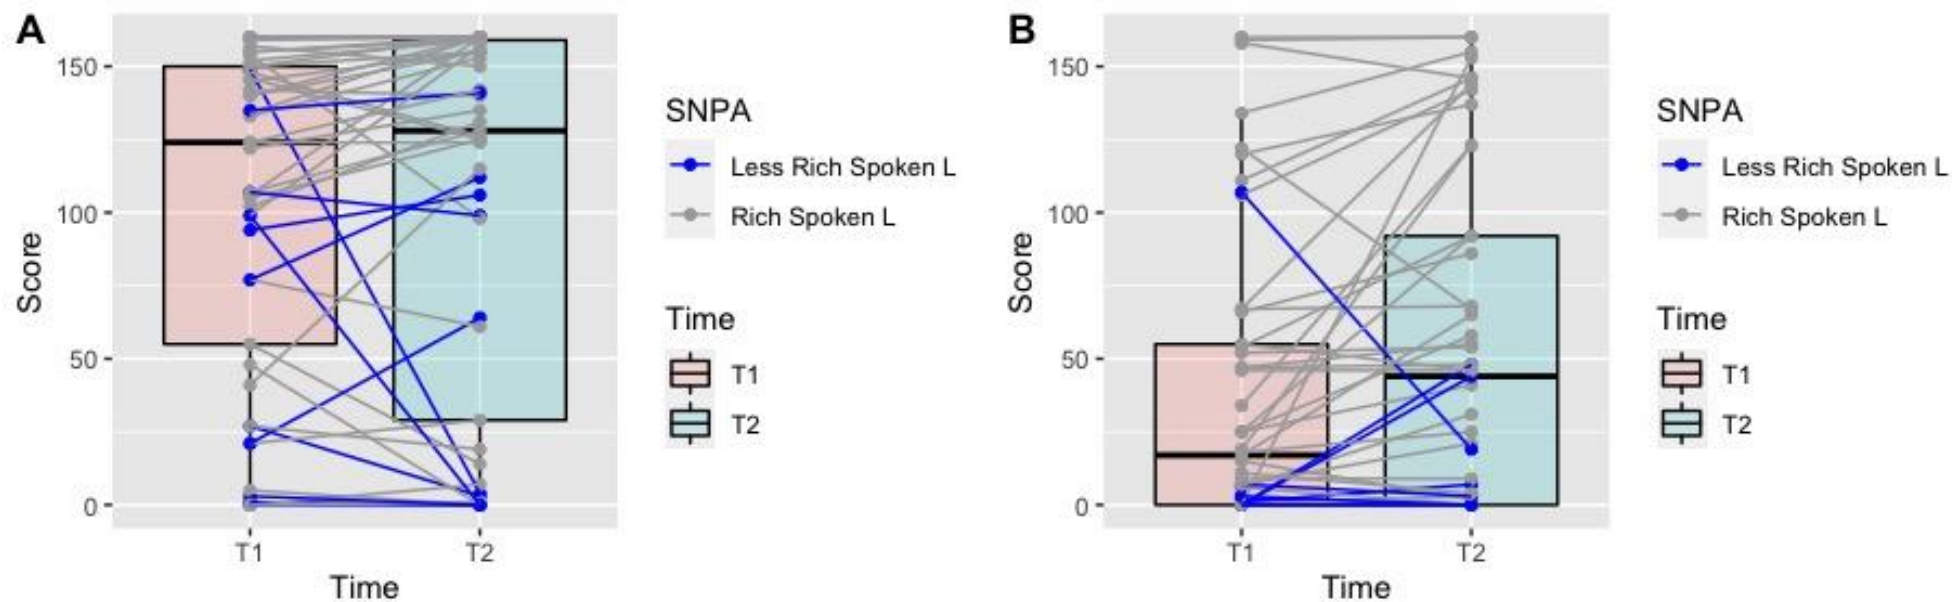 A
150
100
50
0
Score
T1
T2
Time
SNPA
Less Rich Spoken L
Rich Spoken L
Time
T1
T2
B
150
100
50
0
Score
T1
T2
Time
SNPA
Less Rich Spoken L
Rich Spoken L
Time
T1
T2